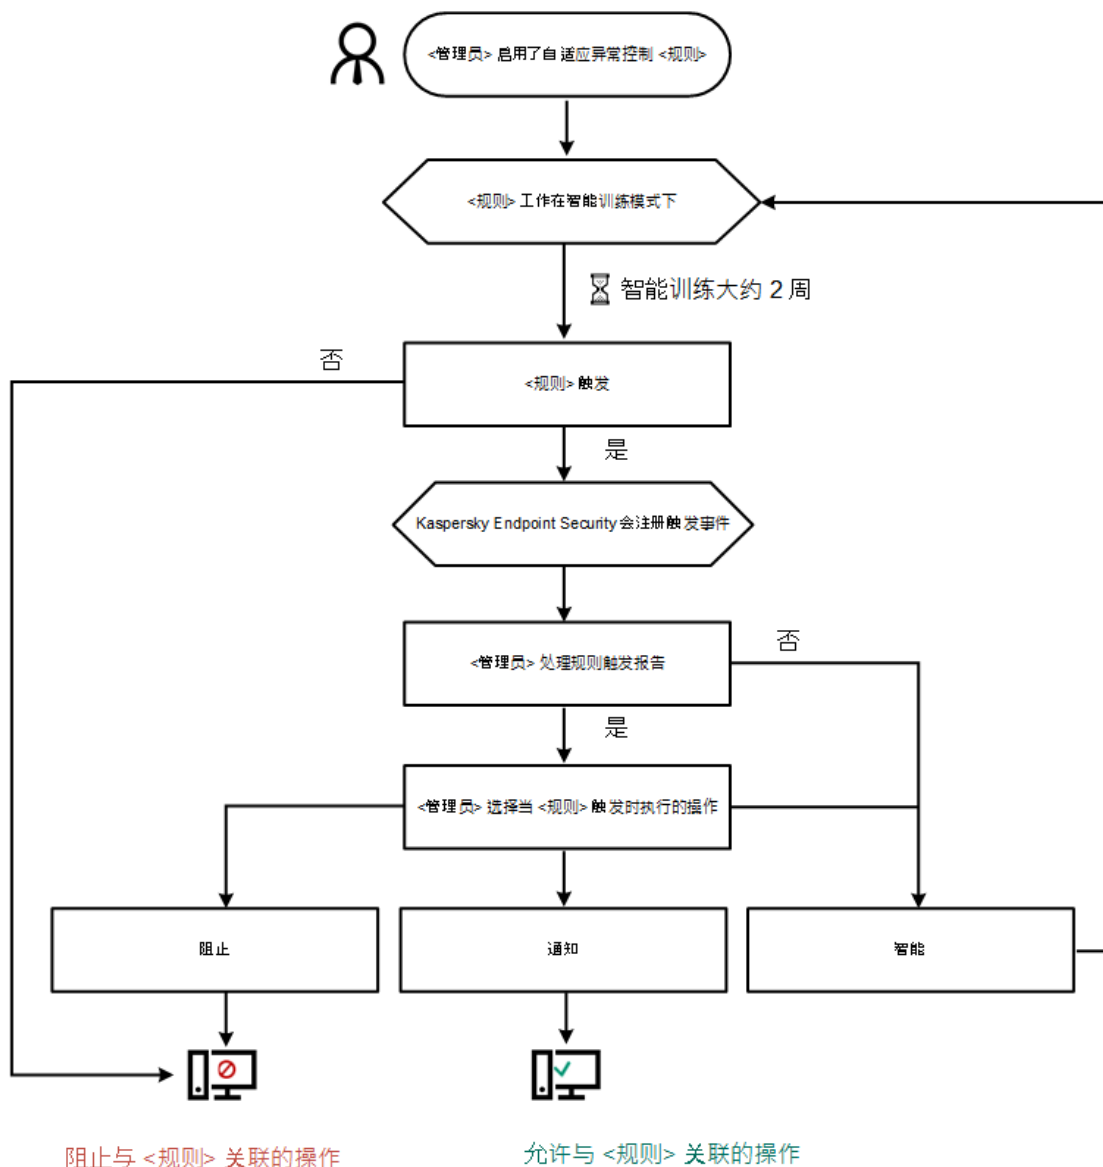 <管理员> 启用了自适应异常控制 <规则>
<规则> 工作在智能训练模式下
智能训练大约 2 周
否
<规则> 触发
是
Kaspersky Endpoint Security 会注册触发事件
否
<管理员> 处理规则触发报告
是
<管理员> 选择当 <规则> 触发时执行的操作
阻止
通知
智能
阻止与 <规则> 关联的操作
允许与 <规则> 关联的操作